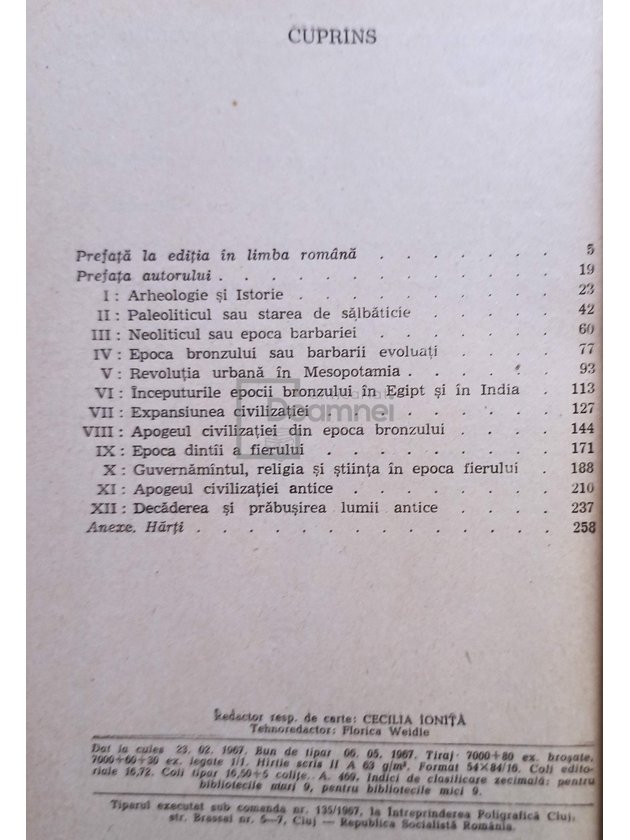 CUPRINS
Prefață la ediția în limba română . . . . . . . 5
Prefața autorului . . . . . . . . . . . . . 19
I : Arheologie și Istorie . . . . . . . . . . 23
II : Paleoliticul sau starea de sălbăticie . . . . . 42
III : Neoliticul sau epoca barbariei . . . . . . . 60
IV : Epoca bronzului sau barbarii evoluați . . . . 77
V : Revoluția urbană în Mesopotamia . . . . . . 93
VI : Începuturile epocii bronzului în Egipt și în India . 113
VII : Expansiunea civilizației . . . . . . . . . 127
VIII : Apogeul civilizației din epoca bronzului . . . . 144
IX : Epoca dintîi a fierului . . . . . . . . . 171
X : Guvernămîntul, religia și știința în epoca fierului . 188
XI : Apogeul civilizației antice . . . . . . . . 210
XII : Decăderea și prăbușirea lumii antice . . . . 237
Anexe. Hărți . . . . . . . . . . . . . . 258
Doamnei
Redactor resp. de carte: CECILIA IONIȚĂ
Tehnoredactor: Florica Weidle
Dat la cules 23. 02. 1967. Bun de tipar 06. 05. 1967. Tiraj 7000+80 ex. broșate,
7000+60+30 ex. legate 1/1. Hîrtie scris II A 63 g/m². Format 54×84/16. Coli edito-
riale 16,72. Coli tipar 16,50+5 colițe. A. 469. Indici de clasificare zecimală: pentru
bibliotecile mari 9, pentru bibliotecile mici 9.
Tiparul executat sub comanda nr. 135/1967, la Întreprinderea Poligrafică Cluj,
str. Brassai nr. 5—7, Cluj — Republica Socialistă România